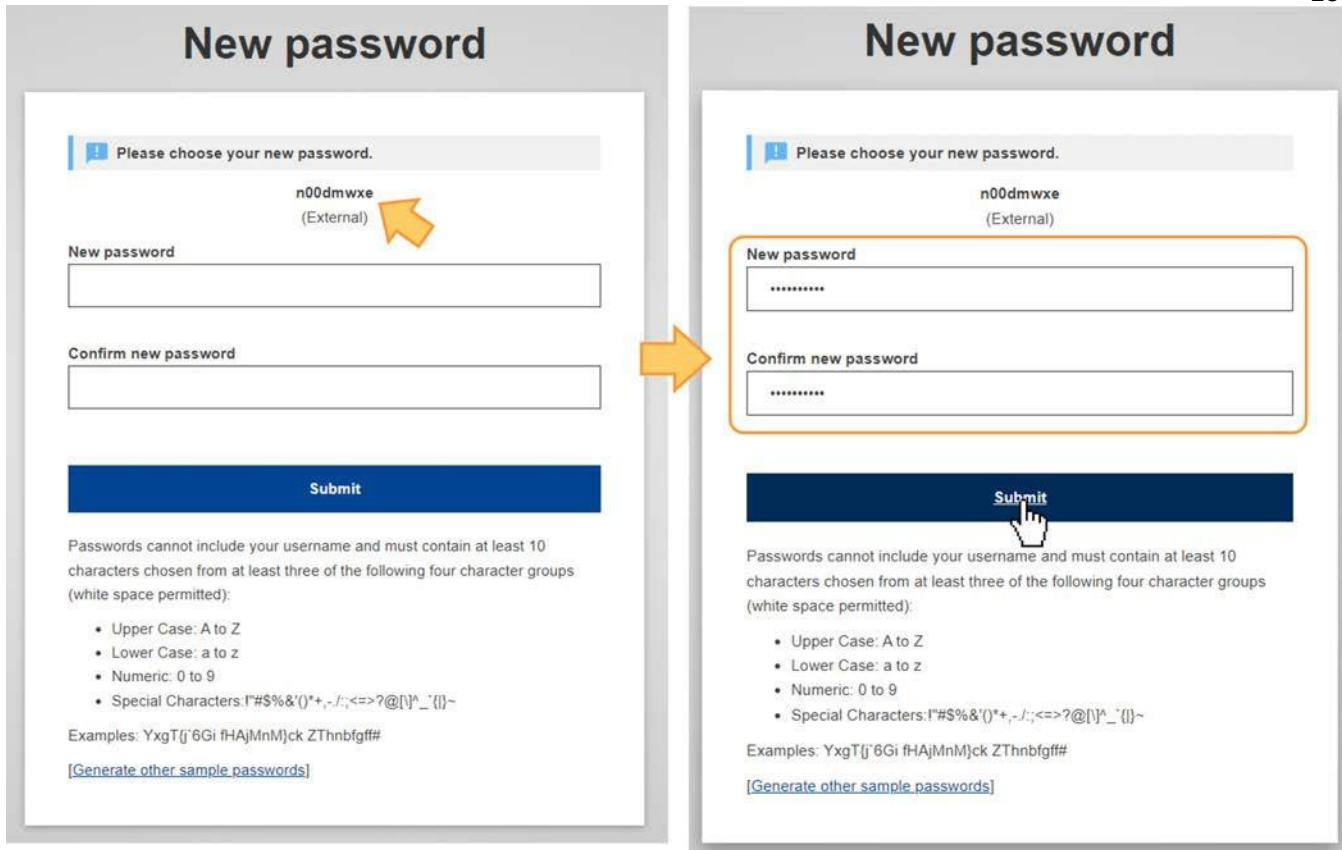 New password
Please choose your new password.
n00dmwxe
(External)
New password
Confirm new password
Submit
Passwords cannot include your username and must contain at least 10
characters chosen from at least three of the following four character groups
(white space permitted):
• Upper Case: A to Z
• Lower Case: a to z
• Numeric: 0 to 9
• Special Characters:!"#$%&'()*+,-./:;<=>?@[\]^_`{|}~
Examples: YxgT{j`6Gi fHAjMnM}ck ZThnbfgff#
[Generate other sample passwords]
New password
Please choose your new password.
n00dmwxe
(External)
New password
••••••••••
Confirm new password
••••••••••
Submit
Passwords cannot include your username and must contain at least 10
characters chosen from at least three of the following four character groups
(white space permitted):
• Upper Case: A to Z
• Lower Case: a to z
• Numeric: 0 to 9
• Special Characters:!"#$%&'()*+,-./:;<=>?@[\]^_`{|}~
Examples: YxgT{j`6Gi fHAjMnM}ck ZThnbfgff#
[Generate other sample passwords]